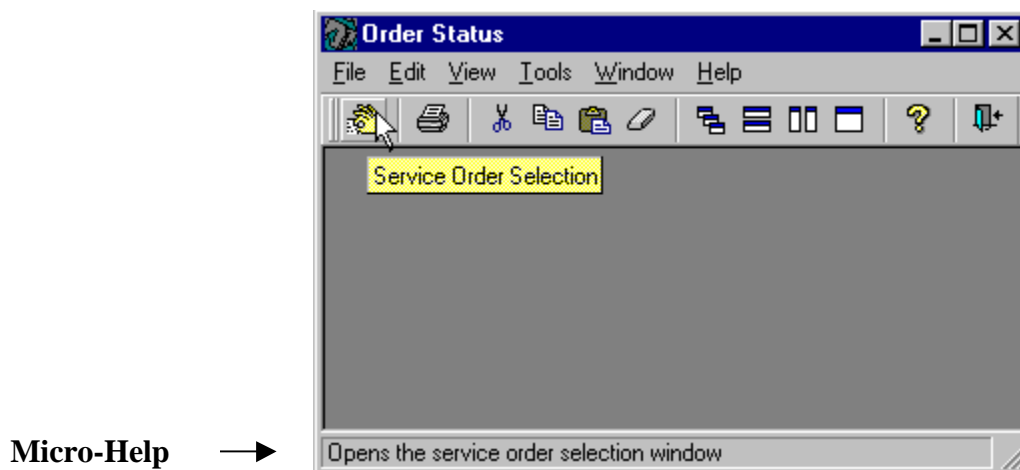 Order Status
File Edit View Tools Window Help
Service Order Selection
Micro-Help
Opens the service order selection window